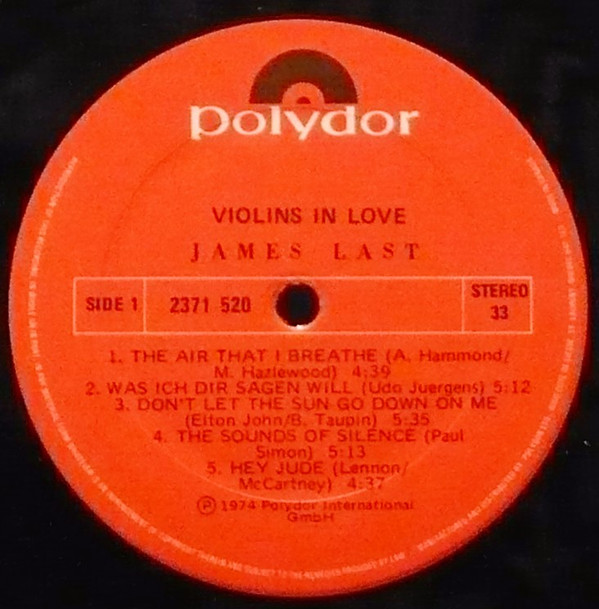 polydor
VIOLINS IN LOVE
JAMES LAST
SIDE 1
2371 520
STEREO
33
1. THE AIR THAT I BREATHE (A. Hammond/
M. Hazlewood) 4:39
2. WAS ICH DIR SAGEN WILL (Udo Juergens) 5:12
3. DON'T LET THE SUN GO DOWN ON ME
(Elton John/B. Taupin) 5:35
4. THE SOUNDS OF SILENCE (Paul
Simon) 5:13
5. HEY JUDE (Lennon/
McCartney) 4:37
℗ 1974 Polydor International
GmbH